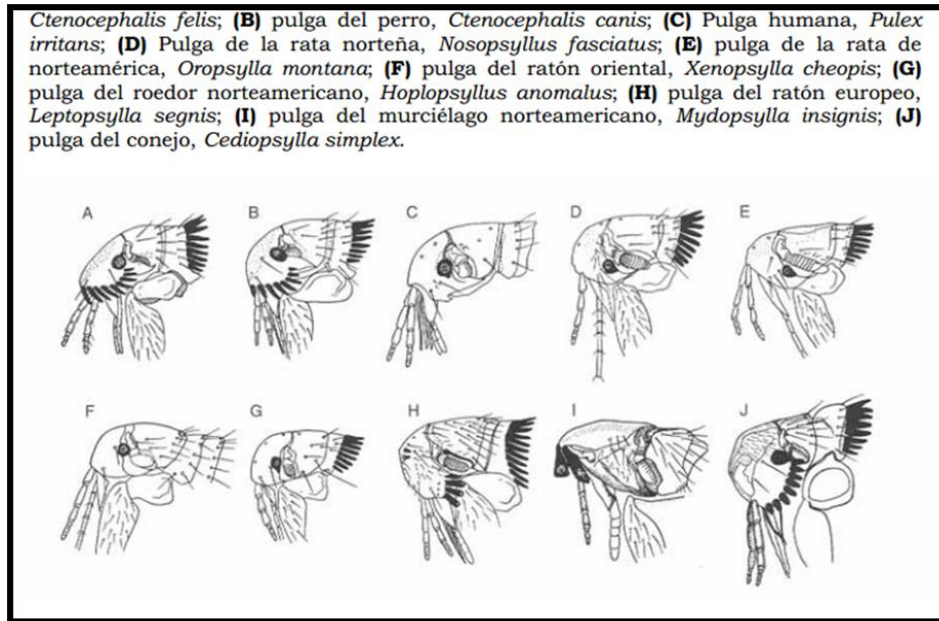 Ctenocephalis felis; (B) pulga del perro, Ctenocephalis canis; (C) Pulga humana, Pulex
irritans; (D) Pulga de la rata norteña, Nosopsyllus fasciatus; (E) pulga de la rata de
norteamérica, Oropsylla montana; (F) pulga del ratón oriental, Xenopsylla cheopis; (G)
pulga del roedor norteamericano, Hoplopsyllus anomalus; (H) pulga del ratón europeo,
Leptopsylla segnis; (I) pulga del murciélago norteamericano, Mydopsylla insignis; (J)
pulga del conejo, Cediopsylla simplex.
A B C D E
F G H I J